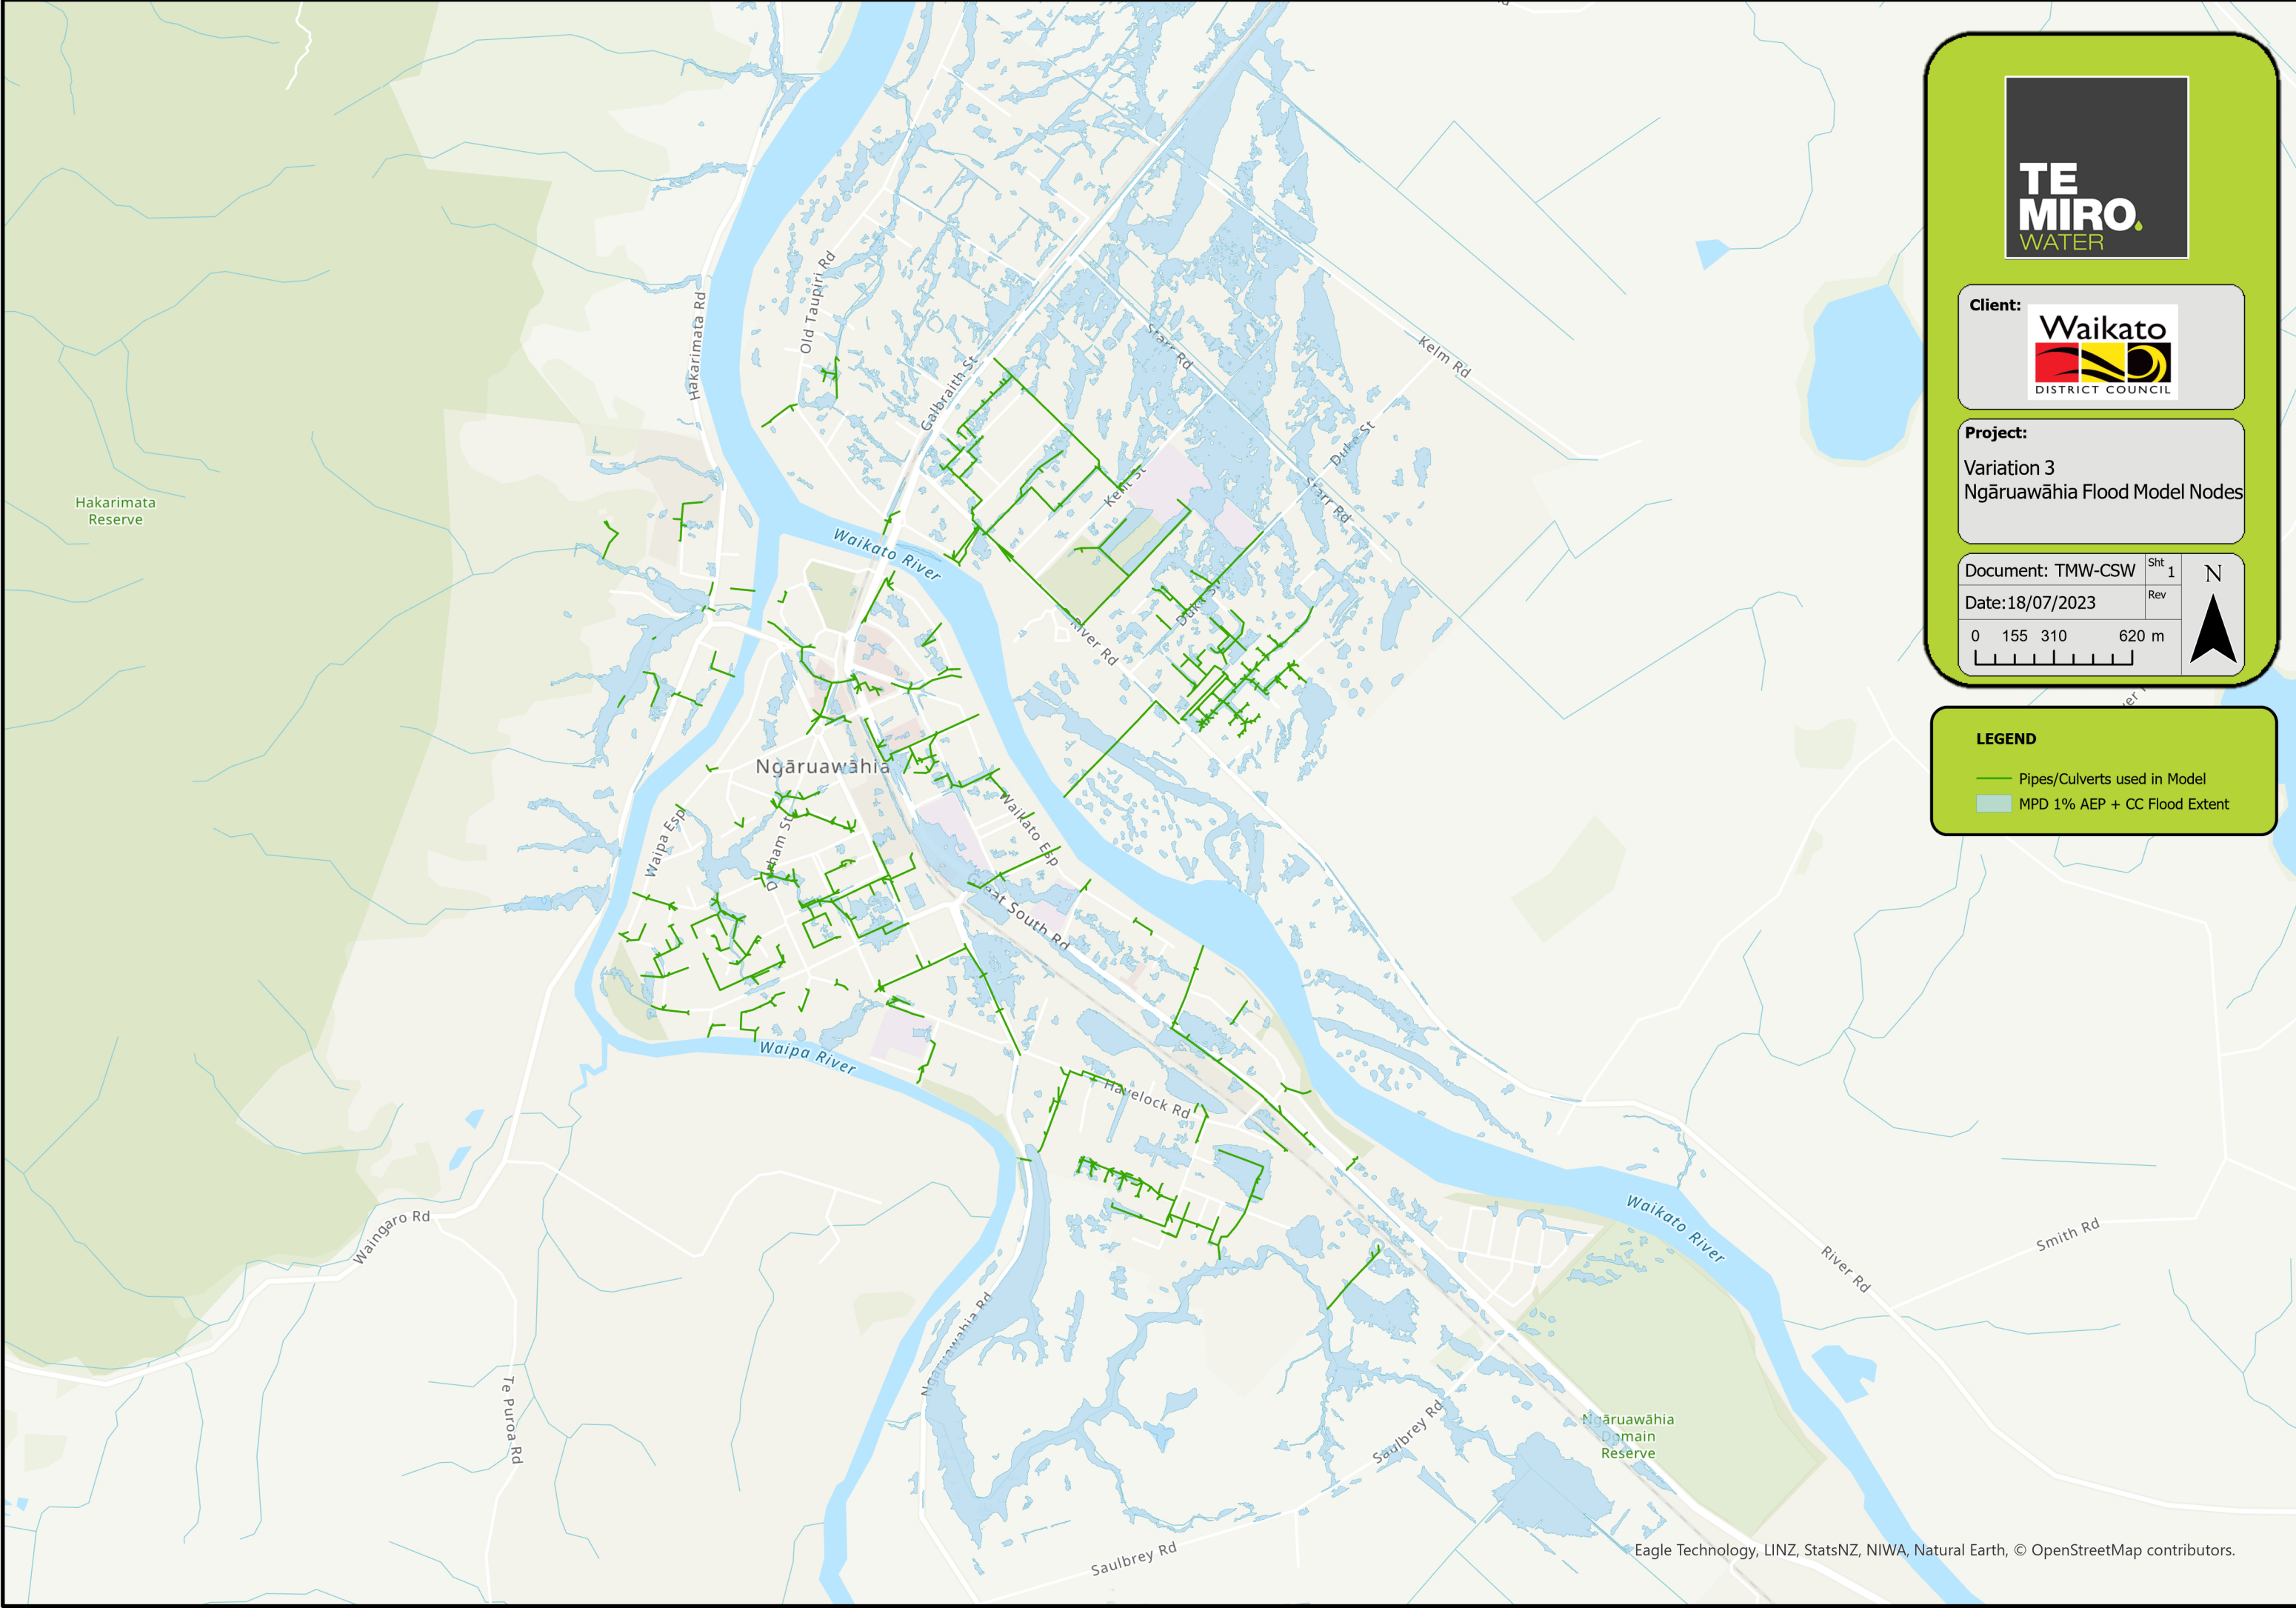 TE
MIRO.
WATER
Client:
Waikato
DISTRICT COUNCIL
Project:
Variation 3
Ngāruawāhia Flood Model Nodes
Document: TMW-CSW
Sht 1
Date:18/07/2023
Rev
N
0 155 310 620 m
LEGEND
Pipes/Culverts used in Model
MPD 1% AEP + CC Flood Extent
Old Taupiri Rd
Hakarimata Rd
Starr Rd
Kelm Rd
Galbraith St
Duke St
Kent St
Starr Rd
Hakarimata
Reserve
Waikato River
Duke St
River Rd
Ngāruawāhia
Waikato Esp
Waipa Esp
Durham St
Great South Rd
Waipa River
Havelock Rd
Waikato River
Waingaro Rd
Smith Rd
River Rd
Ngaruawahia Rd
Te Puroa Rd
Saulbrey Rd
Ngāruawāhia
Domain
Reserve
Saulbrey Rd
Eagle Technology, LINZ, StatsNZ, NIWA, Natural Earth, © OpenStreetMap contributors.